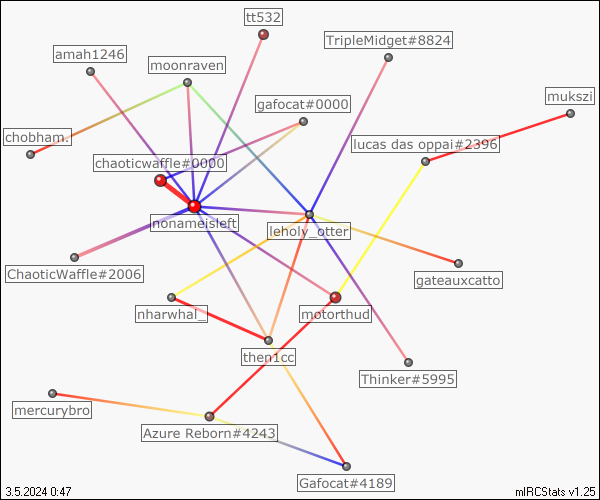 tt532
TripleMidget#8824
amah1246
moonraven
mukszi
gafocat#0000
chobham.
lucas das oppai#2396
chaoticwaffle#0000
nonameisleft
leholy_otter
ChaoticWaffle#2006
gateauxcatto
nharwhal_
motorthud
then1cc
Thinker#5995
mercurybro
Azure Reborn#4243
Gafocat#4189
3.5.2024 0:47
mIRCStats v1.25